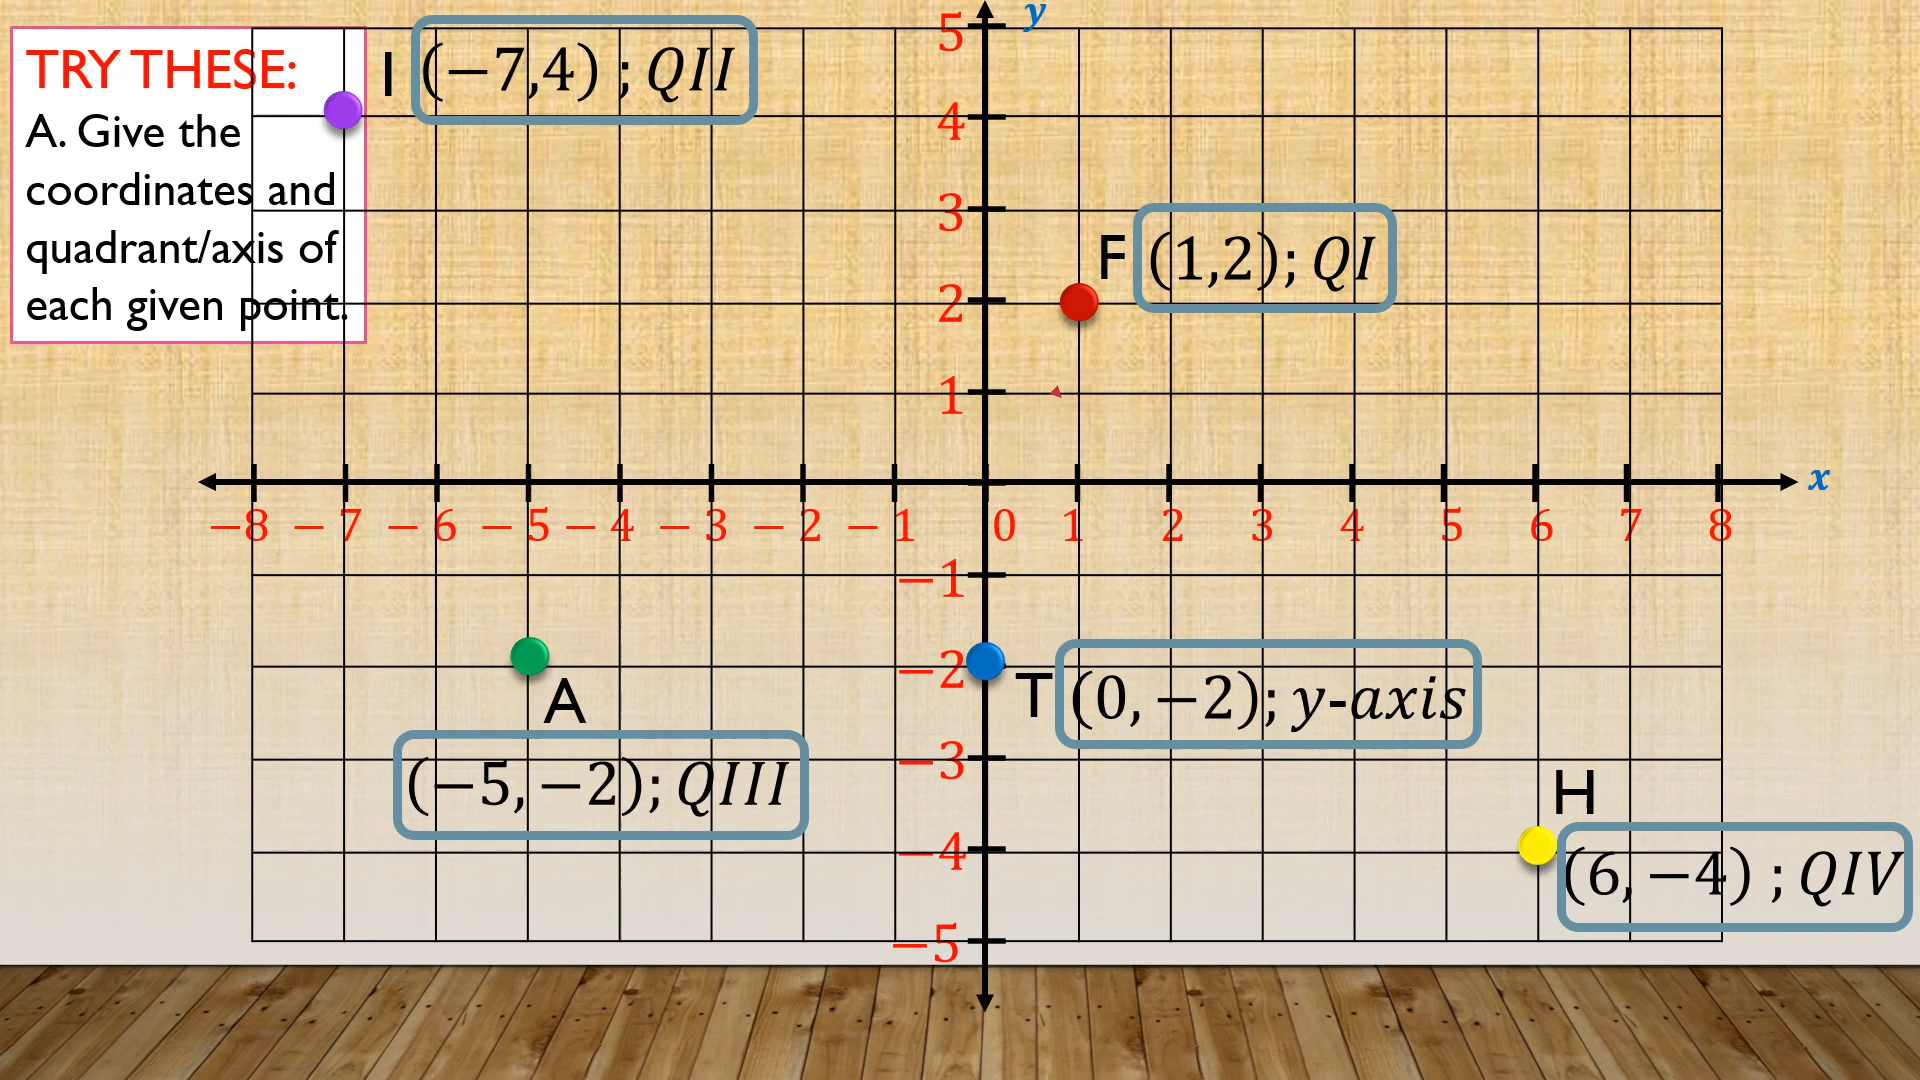 TRY THESE:
A. Give the
coordinates and
quadrant/axis of
each given point.
I (−7,4) ; QII
y
5
4
3
F (1,2); QI
2
1
x
−8 −7 −6 −5 −4 −3 −2 −1 0 1 2 3 4 5 6 7 8
−1
−2
A
T (0, −2); y-axis
(−5, −2); QIII
−3
H
−4
(6, −4) ; QIV
−5